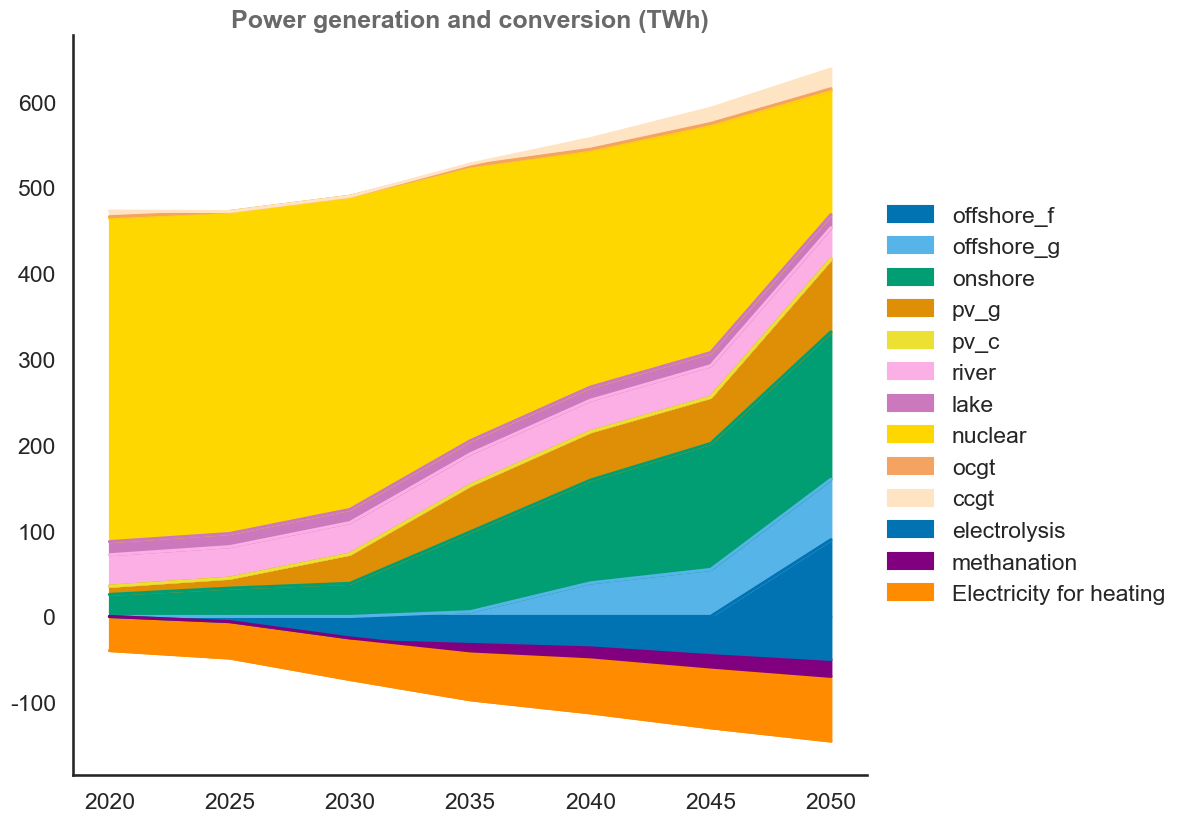 Power generation and conversion (TWh)
600
500
400
300
200
100
0
-100
2020 2025 2030 2035 2040 2045 2050
offshore_f
offshore_g
onshore
pv_g
pv_c
river
lake
nuclear
ocgt
ccgt
electrolysis
methanation
Electricity for heating